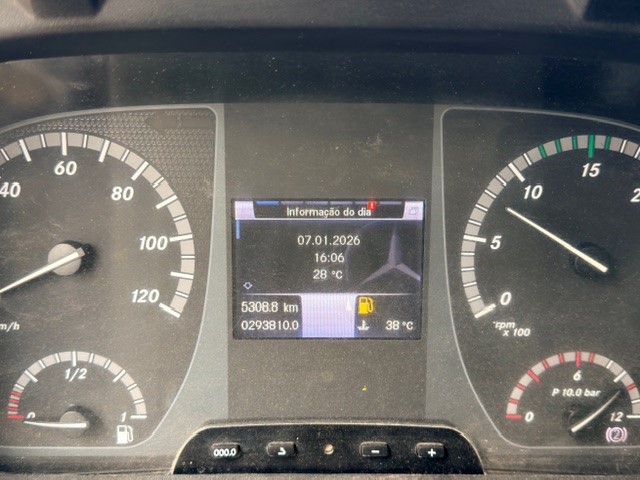 40
60
80
100
120
m/h
1/2
0
1
Informação do dia
07.01.2026
16:06
28 °C
5308.8 km
0293810.0
38 °C
000.0
-
+
0
5
10
15
2
rpm
x 100
6
P 10.0 bar
0
12
(2)